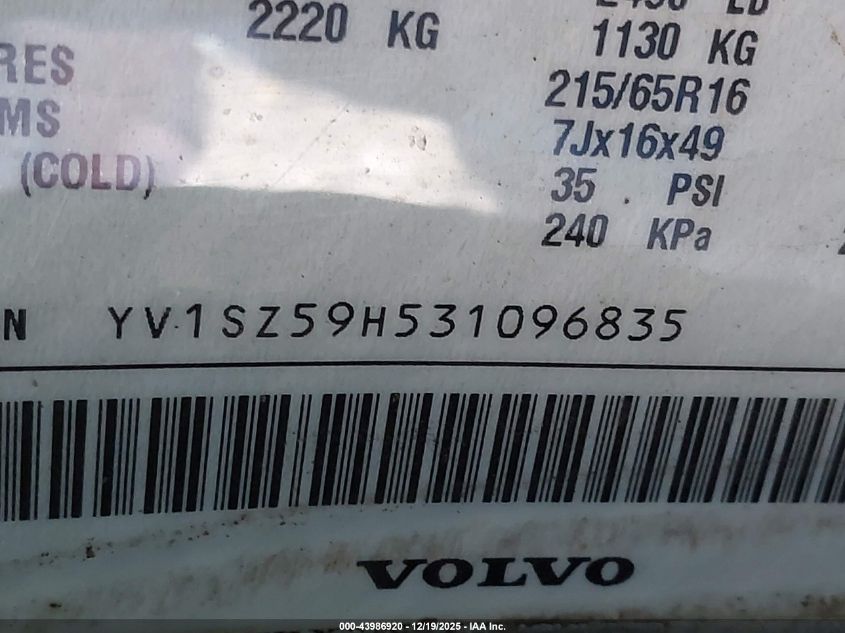 2220 KG
1130 KG
RES 215/65R16
MS 7Jx16x49
(COLD) 35 PSI
240 KPa
N YV1SZ59H531096835
VOLVO
000-43986920 - 12/19/2025 - IAA Inc.